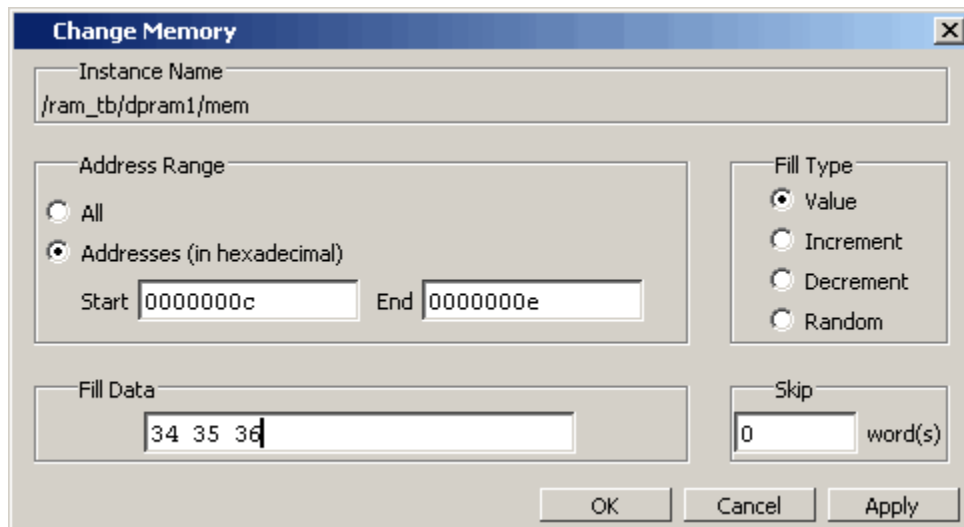 Change Memory
Instance Name
/ram_tb/dpram1/mem
Address Range
All
Addresses (in hexadecimal)
Start 0000000c End 0000000e
Fill Type
Value
Increment
Decrement
Random
Fill Data
34 35 36
Skip
0 word(s)
OK Cancel Apply